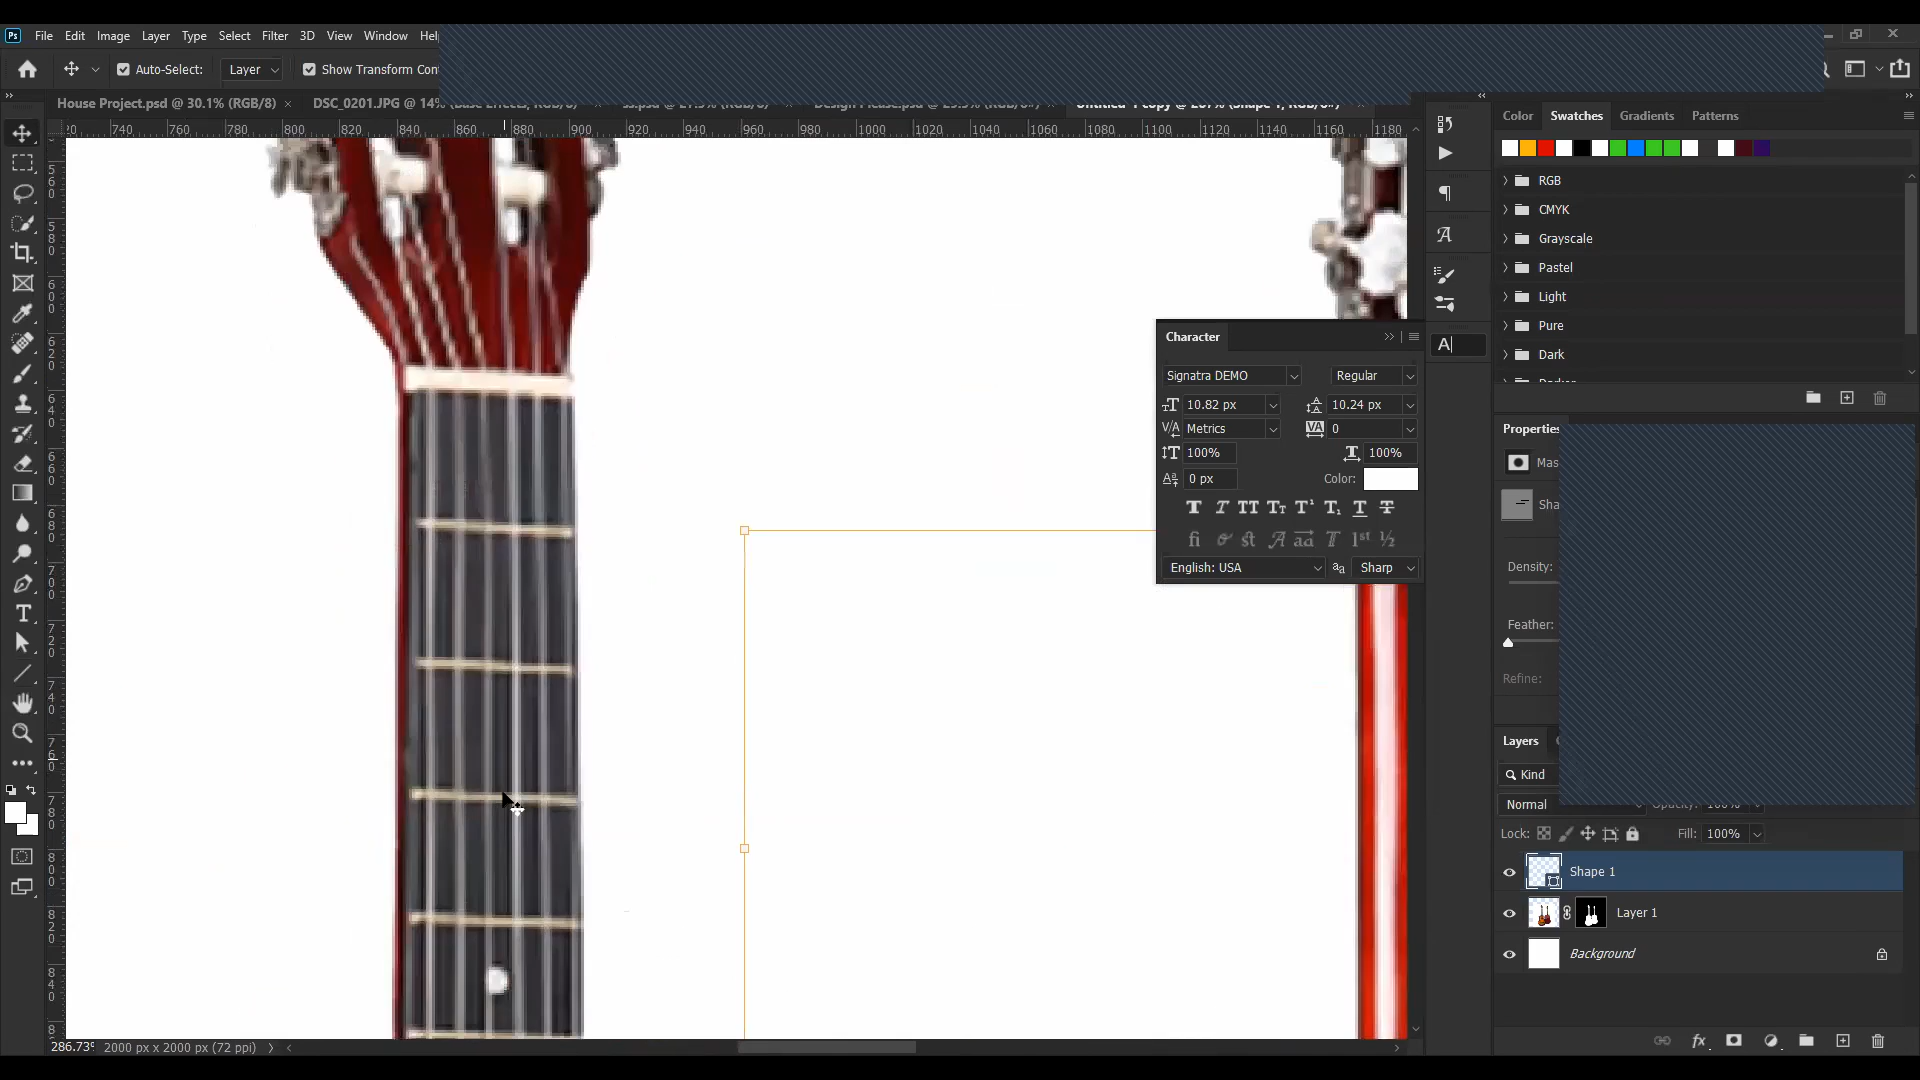 Ps File Edit Image Layer Type Select Filter 3D View Window Help
Auto-Select: Layer Show Transform
House Project.psd @ 30.1% (RGB/8) × DSC_0201.JPG @ 14%
740 760 780 800 820 840 860 880 900 920 940 960 980 1000 1020 1040 1060 1080 1100 1120 1140 1160 1180
Color Swatches Gradients Patterns
RGB
CMYK
Grayscale
Pastel
Light
Pure
Dark
Character
Signatra DEMO Regular
10.82 px 10.24 px
Metrics 0
100% 100%
0 px Color:
English: USA aa Sharp
Properties
Density:
Feather:
Refine:
Layers
Kind
Normal
Lock: Fill: 100%
Shape 1
Layer 1
Background
286.73% 2000 px x 2000 px (72 ppi)